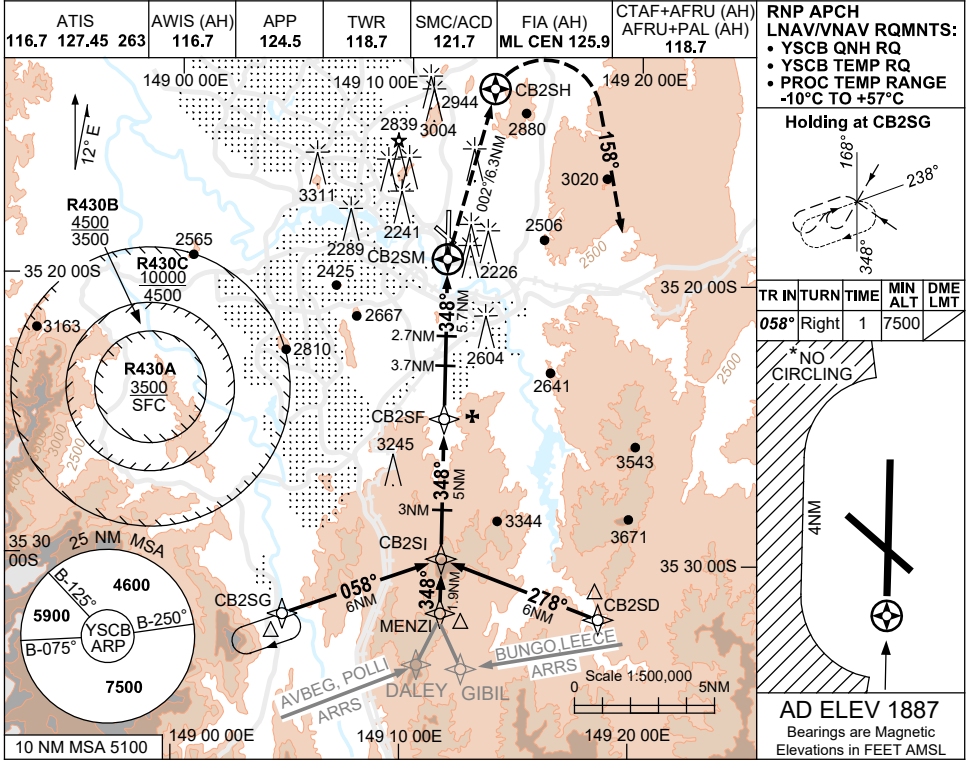 ATIS
116.7 127.45 263
AWIS (AH)
116.7
APP
124.5
TWR
118.7
SMC/ACD
121.7
FIA (AH)
ML CEN 125.9
CTAF+AFRU (AH)
AFRU+PAL (AH)
118.7
RNP APCH
LNAV/VNAV RQMNTS:
• YSCB QNH RQ
• YSCB TEMP RQ
• PROC TEMP RANGE
-10°C TO +57°C
149 00 00E
149 10 00E
149 20 00E
12° E
2944
3004
2839
CB2SH
2880
158°
3020
002°/6.3NM
3311
2241
2289
2506
2500
CB2SM
2226
R430B
4500
3500
2565
R430C
10000
4500
35 20 00S
35 20 00S
2425
2667
3163
2810
348°
5.7NM
2.7NM
3.7NM
2604
2641
2500
R430A
3500
SFC
CB2SF
3000
2500
3245
348°
5NM
3NM
3543
3344
3671
35 30
00S
CB2SI
35 30 00S
25 NM MSA
4600
B-125°
5900
B-250°
B-075°
YSCB
ARP
7500
CB2SG
058°
6NM
348°
1.9NM
278°
6NM
CB2SD
MENZI
AVBEG, POLLI
ARRS
BUNGO,LEECE
ARRS
DALEY
GIBIL
Scale 1:500,000
0
5NM
10 NM MSA 5100
149 00 00E
149 10 00E
149 20 00E
Holding at CB2SG
168°
238°
348°
TR IN
TURN
TIME
MIN
ALT
DME
LMT
058°
Right
1
7500
*NO
CIRCLING
4NM
AD ELEV 1887
Bearings are Magnetic
Elevations in FEET AMSL